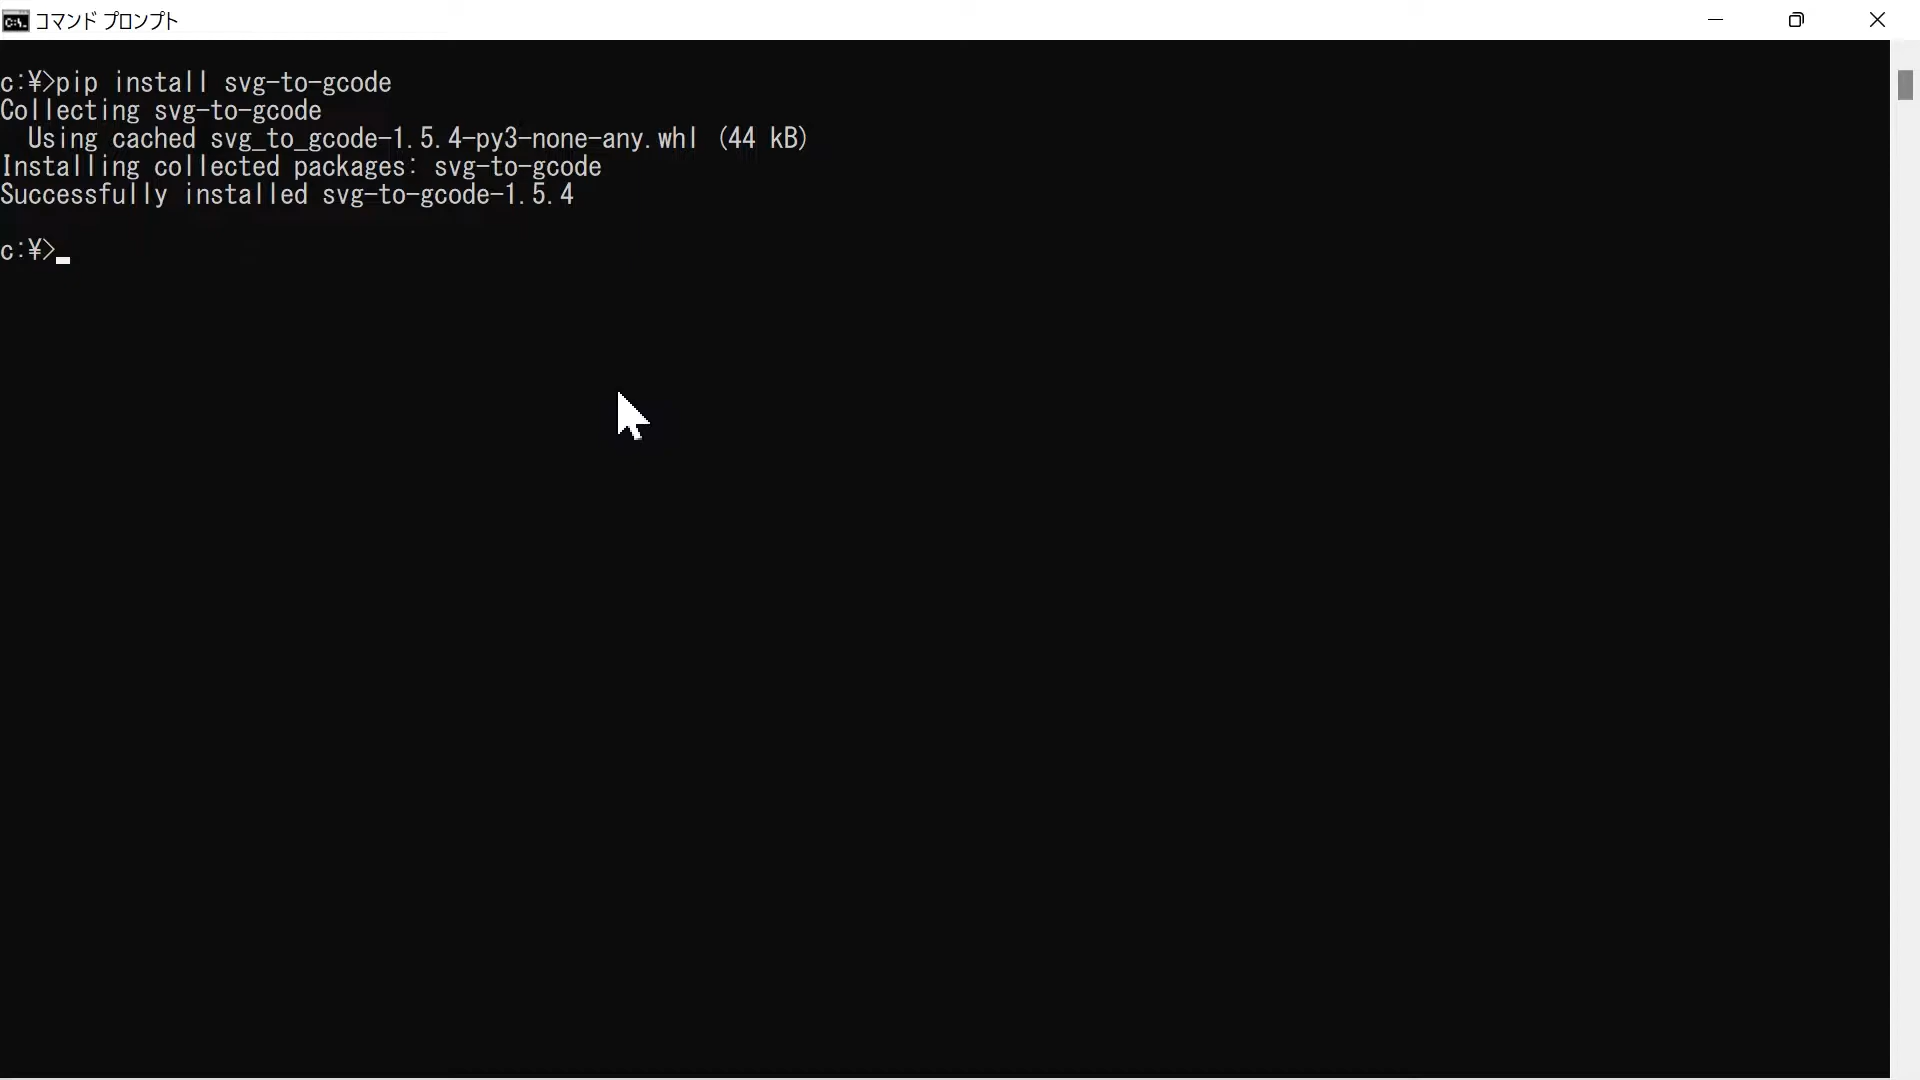 コマンド プロンプト
c:¥>pip install svg-to-gcode
Collecting svg-to-gcode
  Using cached svg_to_gcode-1.5.4-py3-none-any.whl (44 kB)
Installing collected packages: svg-to-gcode
Successfully installed svg-to-gcode-1.5.4
c:¥>